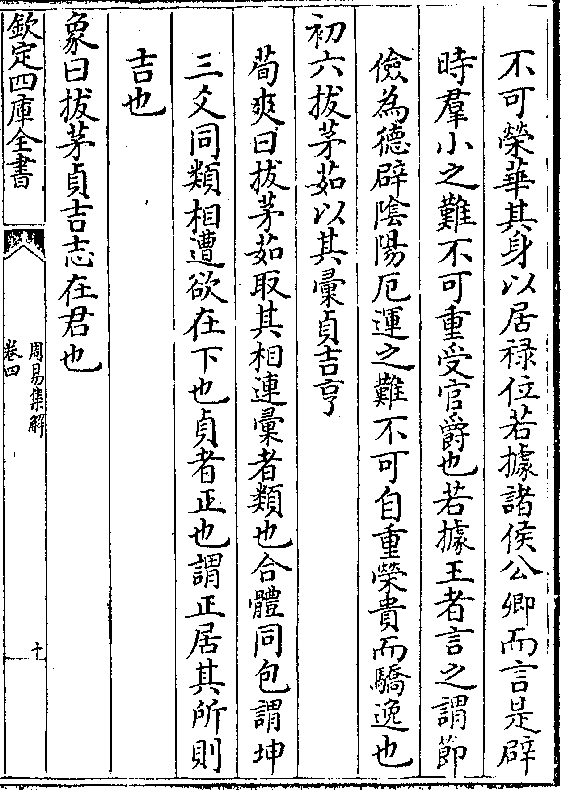 不可榮華其身以居祿位若據諸侯公卿而言是辟
時羣小之難不可重受官爵也若據王者言之謂節
儉為德辟陰陽厄運之難不可自重榮貴而驕逸也
初六拔茅茹以其彚貞吉亨
荀爽曰拔茅茹取其相連彚者類也合體同包謂坤
三爻同類相遭欲在下也貞者正也謂正居其所則
吉也
象曰拔茅貞吉志在君也
欽定四庫全書
周易集解
卷四
十